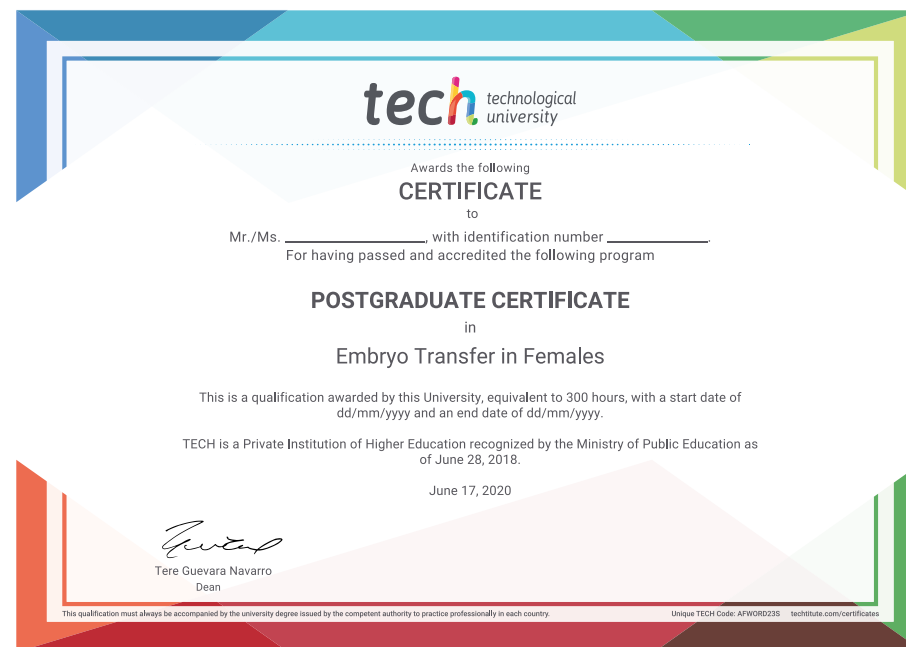 tech technological
university
Awards the following
CERTIFICATE
to
Mr./Ms. ____________________, with identification number ______________.
For having passed and accredited the following program
POSTGRADUATE CERTIFICATE
in
Embryo Transfer in Females
This is a qualification awarded by this University, equivalent to 300 hours, with a start date of
dd/mm/yyyy and an end date of dd/mm/yyyy.
TECH is a Private Institution of Higher Education recognized by the Ministry of Public Education as
of June 28, 2018.
June 17, 2020
Tere Guevara Navarro
Dean
This qualification must always be accompanied by the university degree issued by the competent authority to practice professionally in each country.
Unique TECH Code: AFWORD23S techtitute.com/certificates